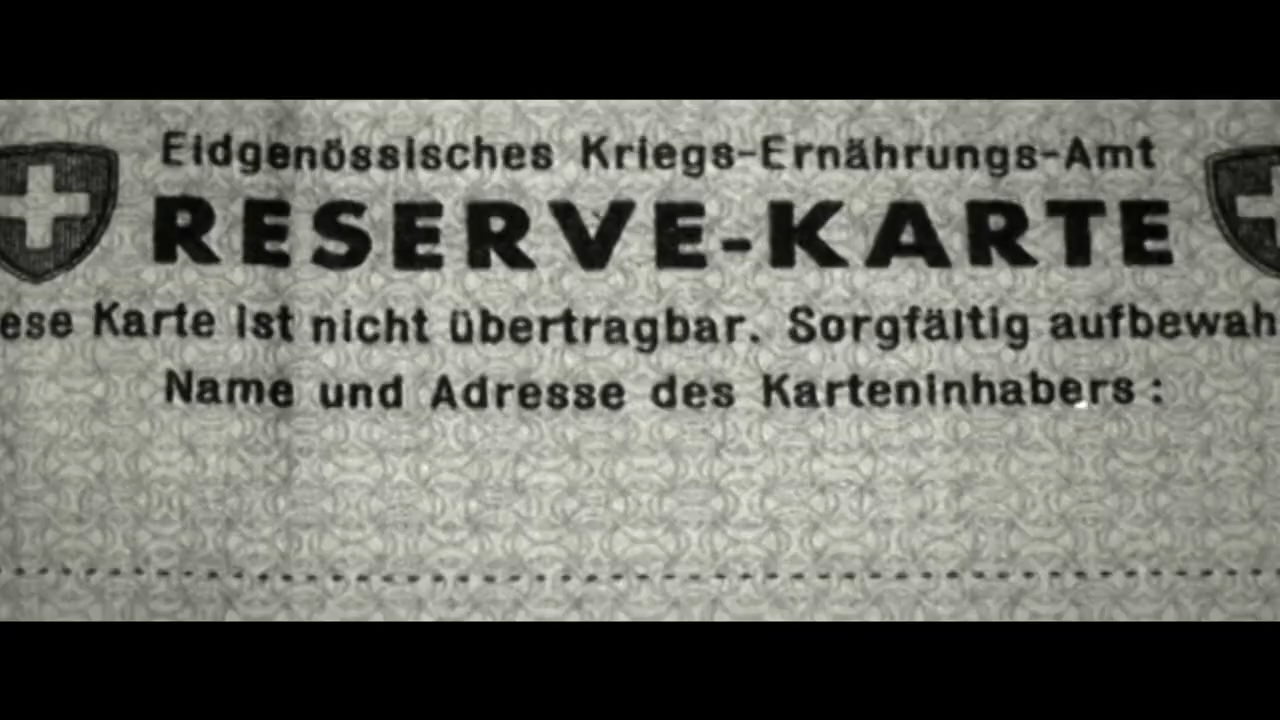 Eidgenössisches Kriegs-Ernährungs-Amt
RESERVE-KARTE
Karte ist nicht übertragbar. Sorgfältig
Name und Adresse des Karteninhabers: